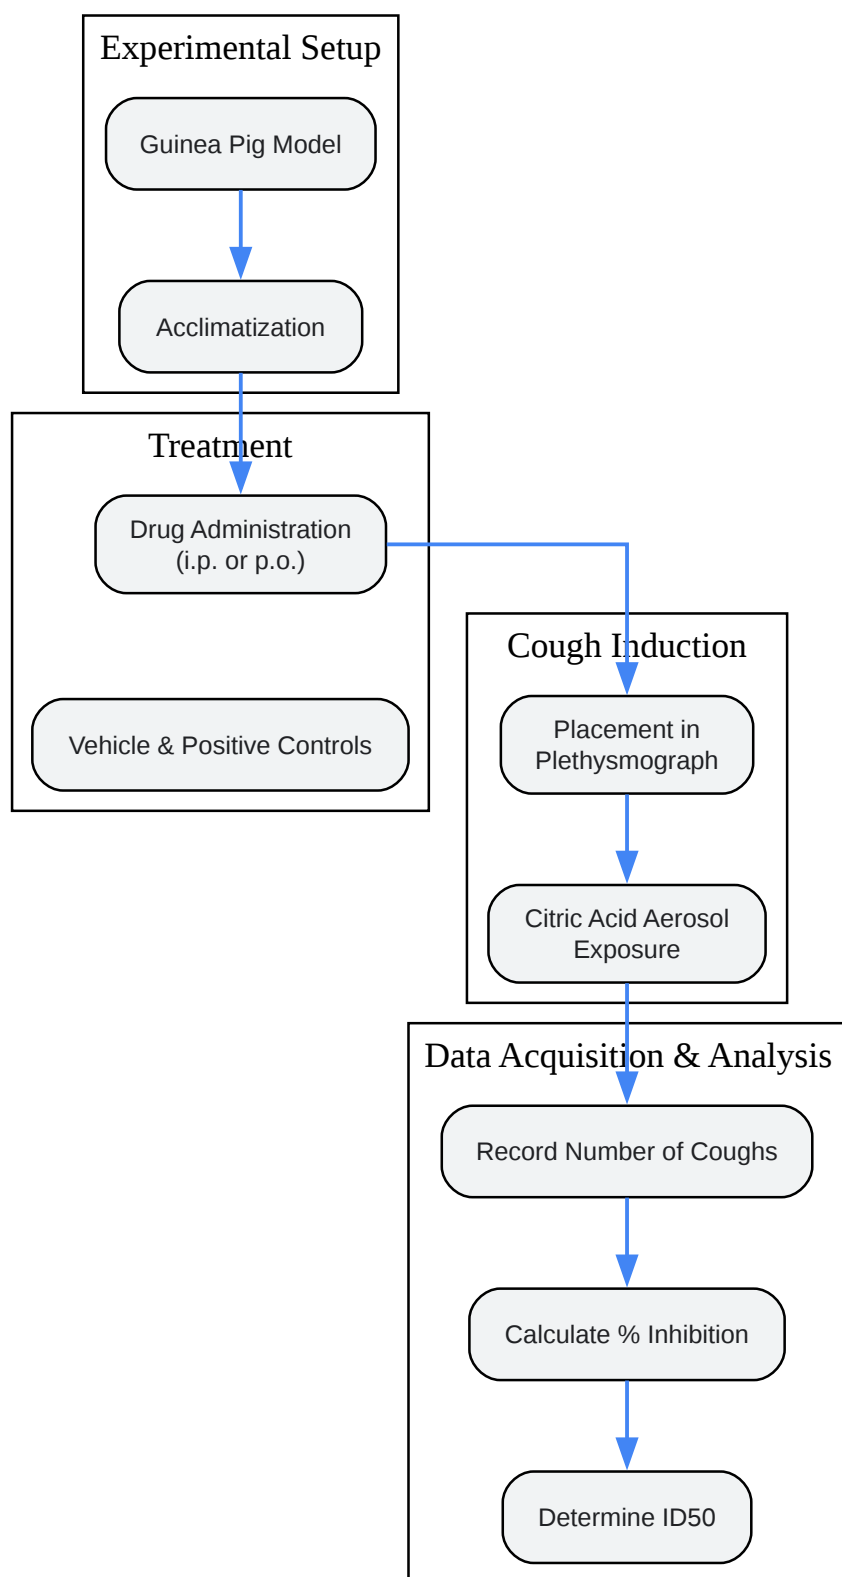 Experimental Setup
Guinea Pig Model
Acclimatization
Treatment
Drug Administration
(i.p. or p.o.)
Vehicle & Positive Controls
Cough Induction
Placement in
Plethysmograph
Citric Acid Aerosol
Exposure
Data Acquisition & Analysis
Record Number of Coughs
Calculate % Inhibition
Determine ID50